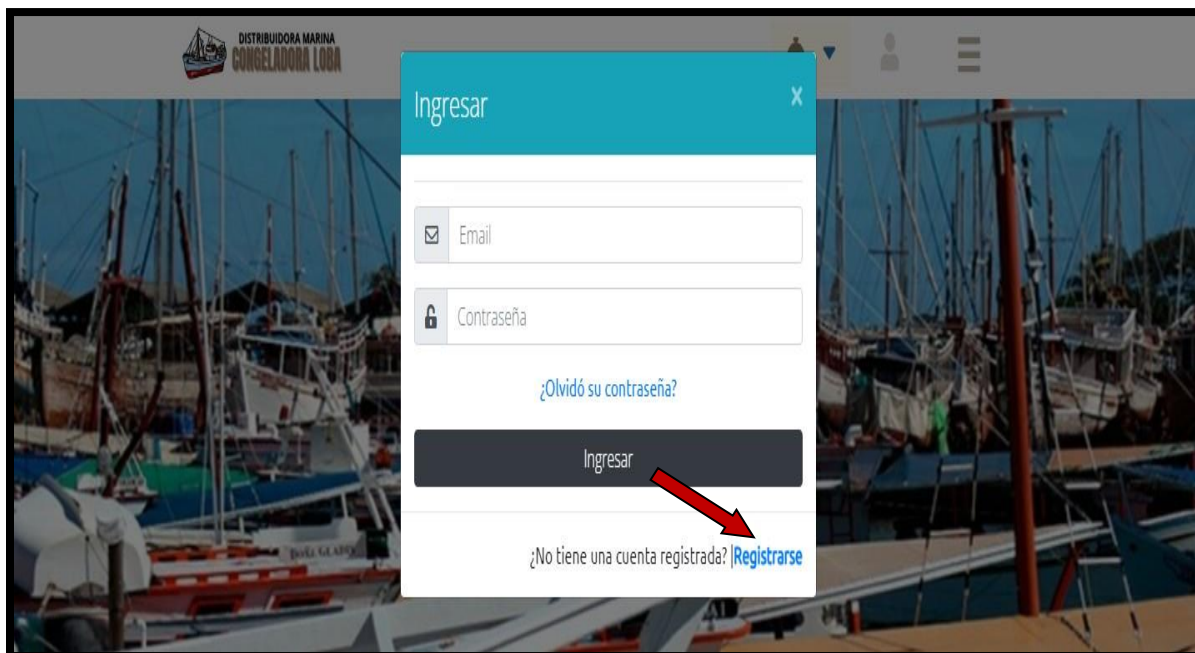 DISTRIBUIDORA MARINA
CONGELADORA LOBA
Ingresar
x
Email
Contraseña
¿Olvidó su contraseña?
Ingresar
¿No tiene una cuenta registrada? |Registrarse